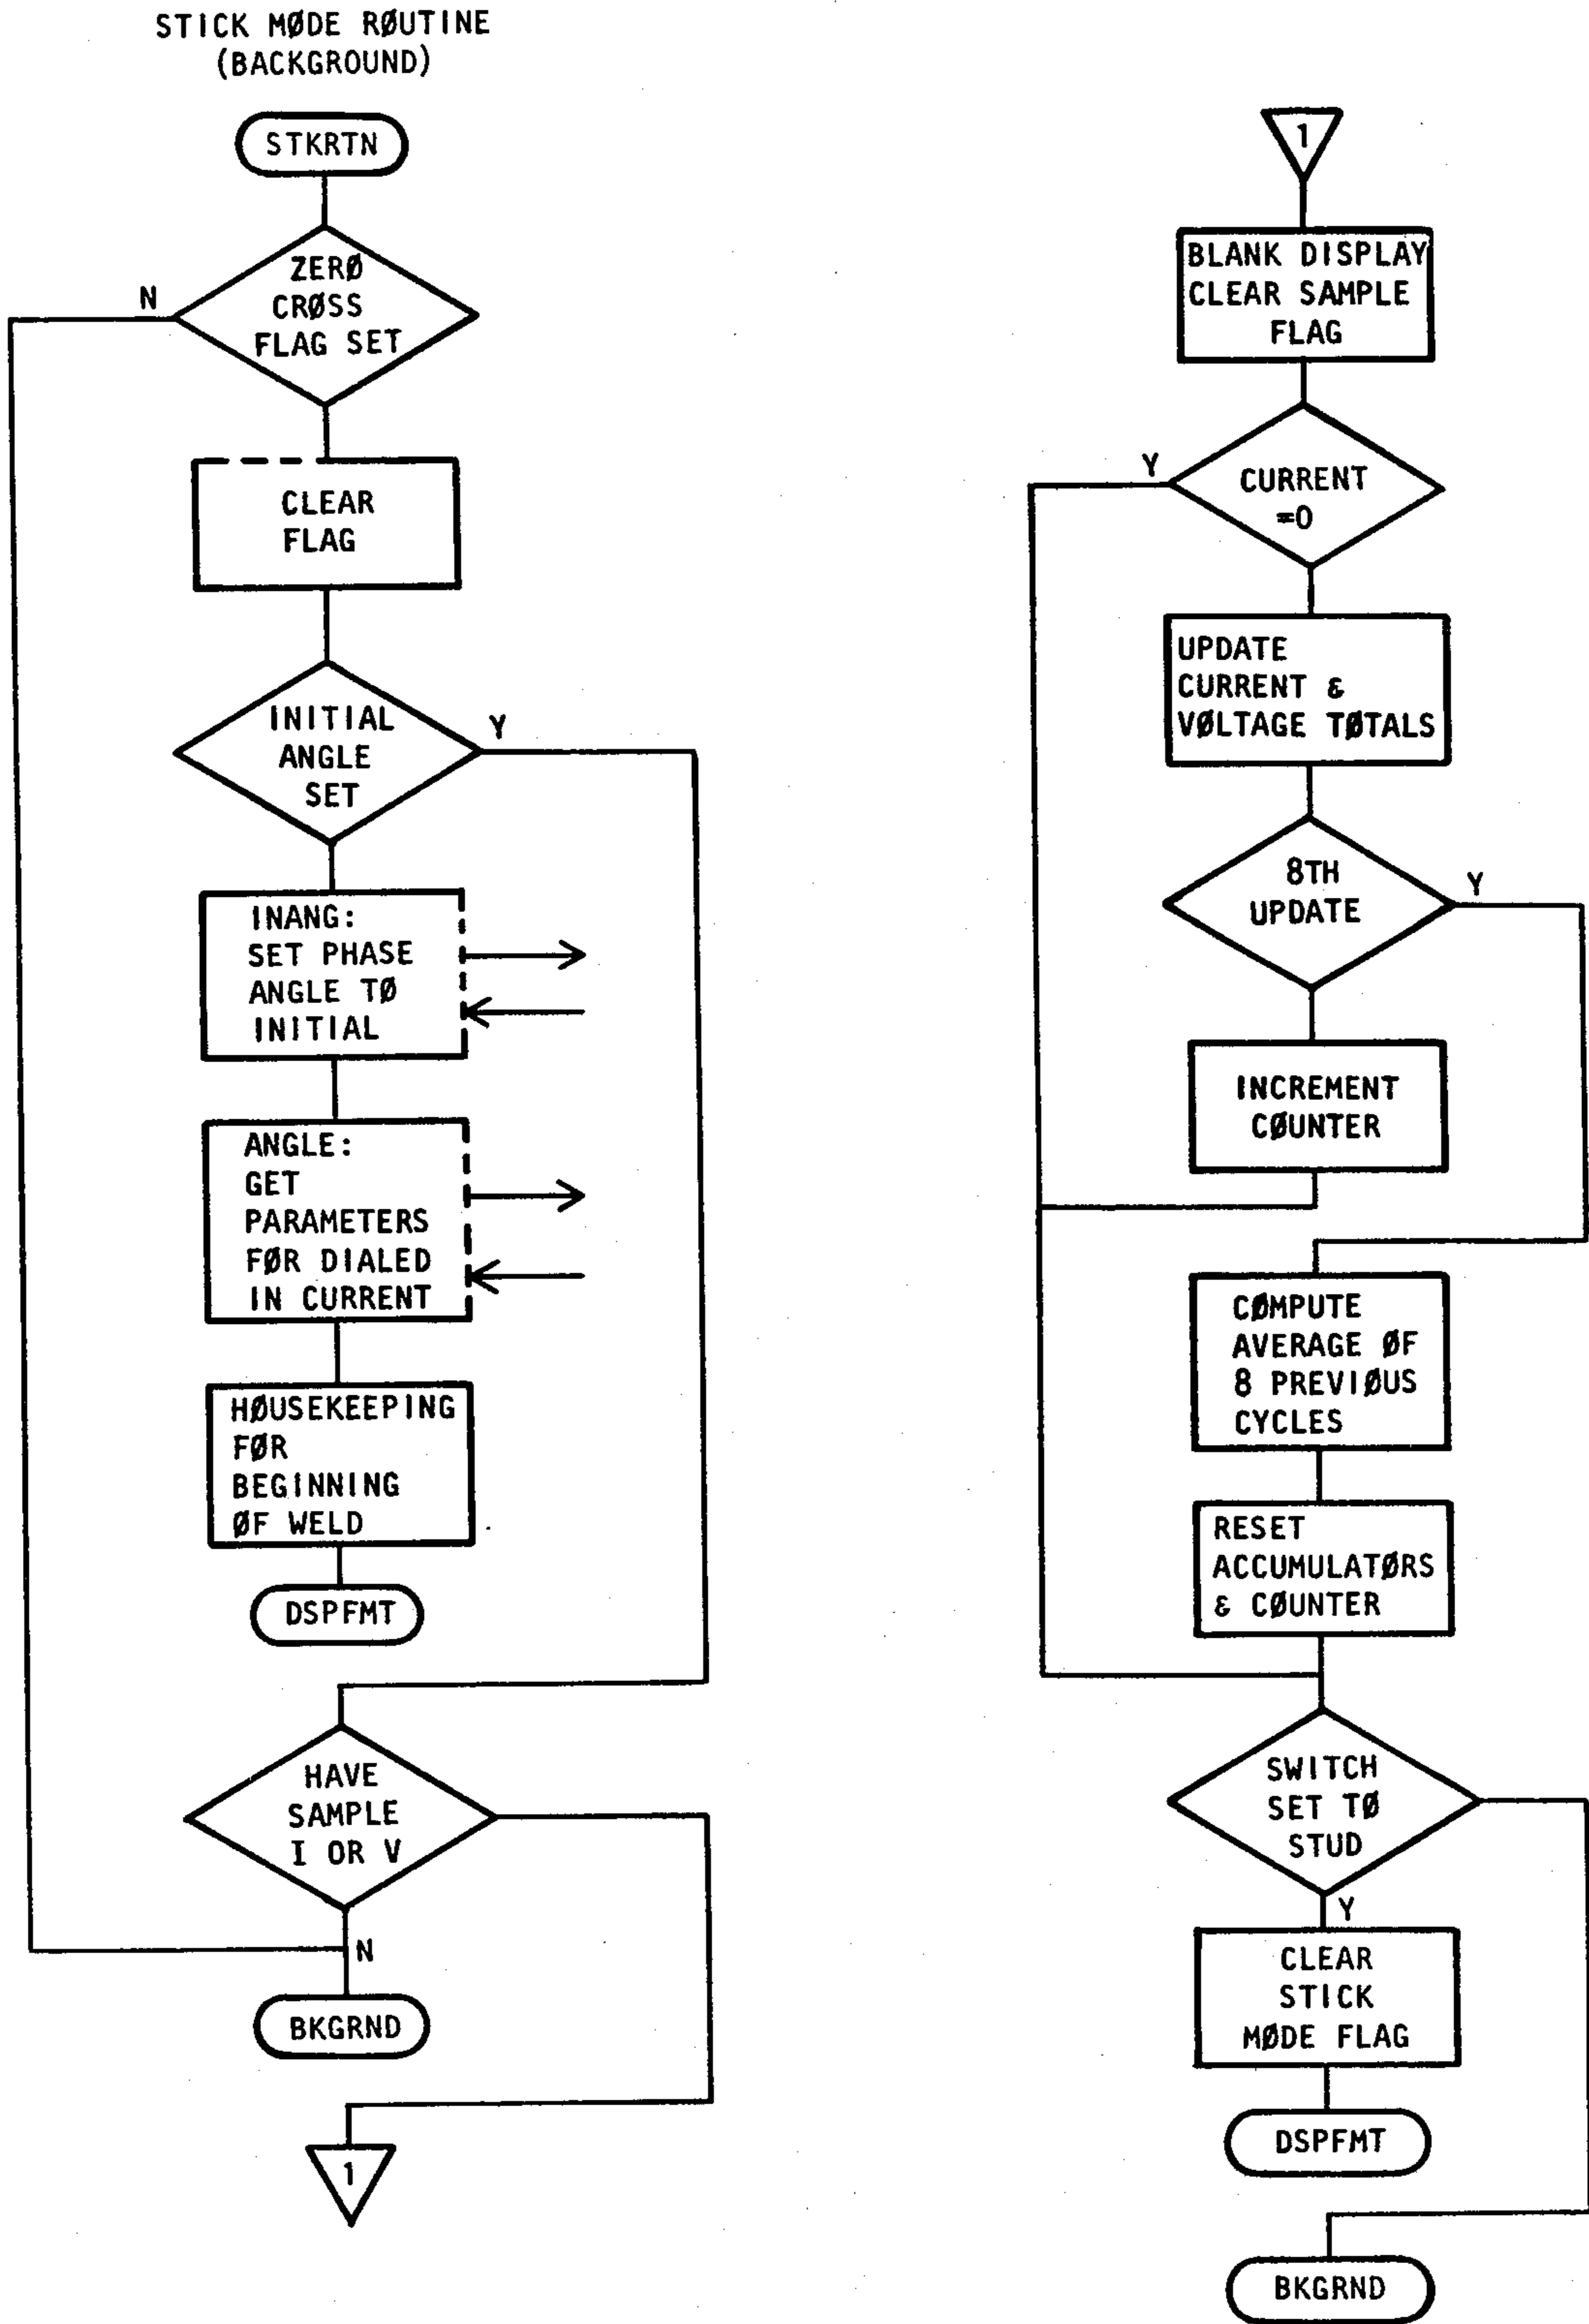 STICK MØDE RØUTINE
(BACKGROUND)
STKRTN
ZERØ
CRØSS
FLAG SET
N
CLEAR
FLAG
INITIAL
ANGLE
SET
Y
INANG:
SET PHASE
ANGLE TØ
INITIAL
ANGLE:
GET
PARAMETERS
FØR DIALED
IN CURRENT
HØUSEKEEPING
FØR
BEGINNING
ØF WELD
DSPFMT
HAVE
SAMPLE
I OR V
N
BKGRND
1
1
BLANK DISPLAY
CLEAR SAMPLE
FLAG
Y
CURRENT
=0
UPDATE
CURRENT &
VØLTAGE TØTALS
8TH
UPDATE
Y
INCREMENT
CØUNTER
CØMPUTE
AVERAGE ØF
8 PREVIØUS
CYCLES
RESET
ACCUMULATØRS
& CØUNTER
SWITCH
SET TØ
STUD
Y
CLEAR
STICK
MØDE FLAG
DSPFMT
BKGRND